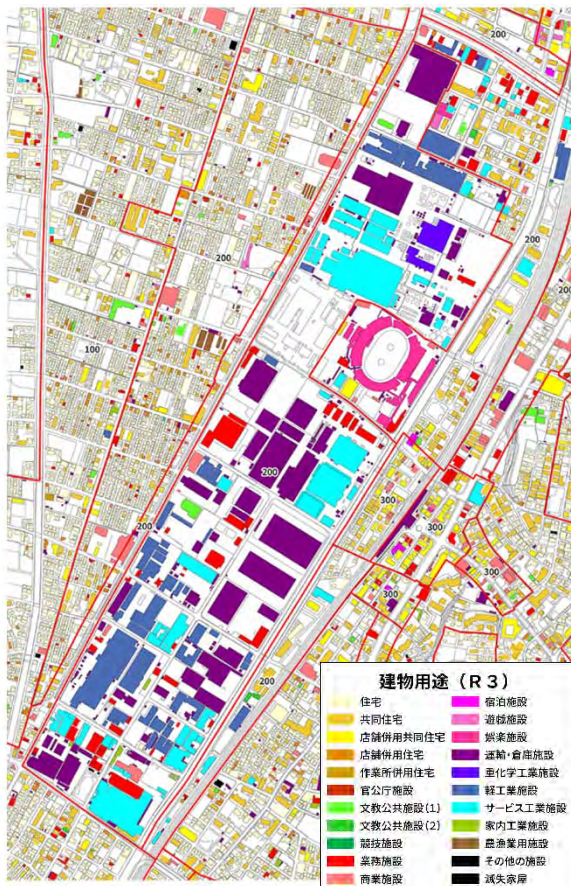 200
200
200
200
200
100
200
200
300
300
300
200
建物用途（R3）
住宅
共同住宅
店舗併用共同住宅
店舗併用住宅
作業所併用住宅
官公庁施設
文教公共施設(1)
文教公共施設(2)
競技施設
業務施設
商業施設
宿泊施設
遊戯施設
娯楽施設
運輸・倉庫施設
重化学工業施設
軽工業施設
サービス工業施設
家内工業施設
農漁業用施設
その他の施設
滅失家屋